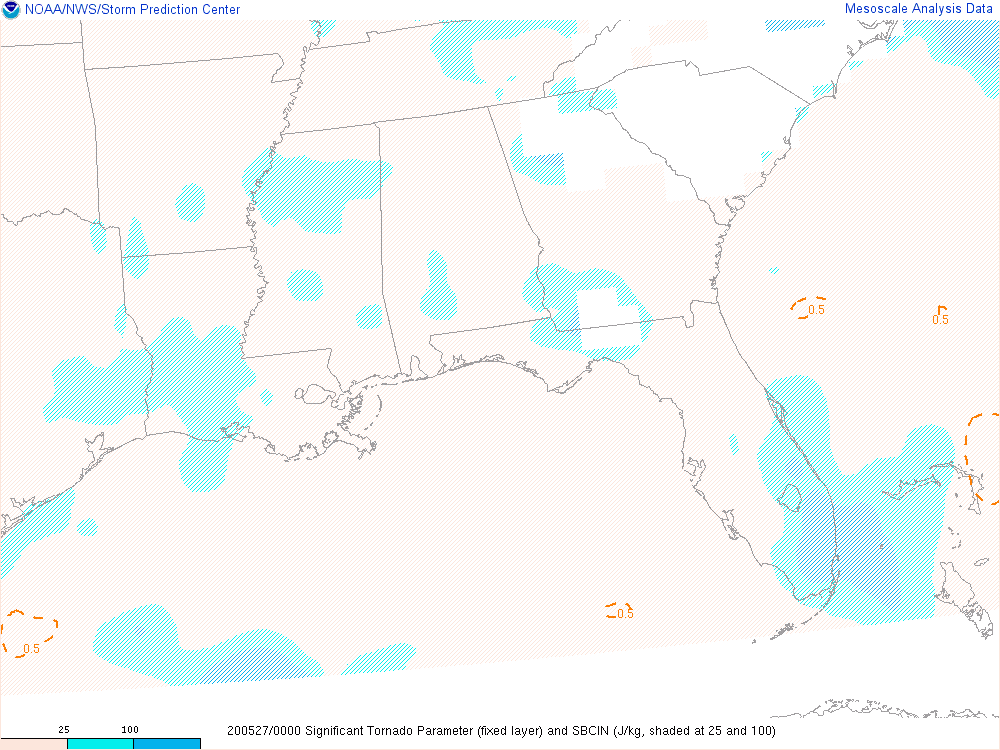 NOAA/NWS/Storm Prediction Center
Mesoscale Analysis Data
0.5
0.5
0.5
0.5
25 100
200527/0000 Significant Tornado Parameter (fixed layer) and SBCIN (J/kg, shaded at 25 and 100)